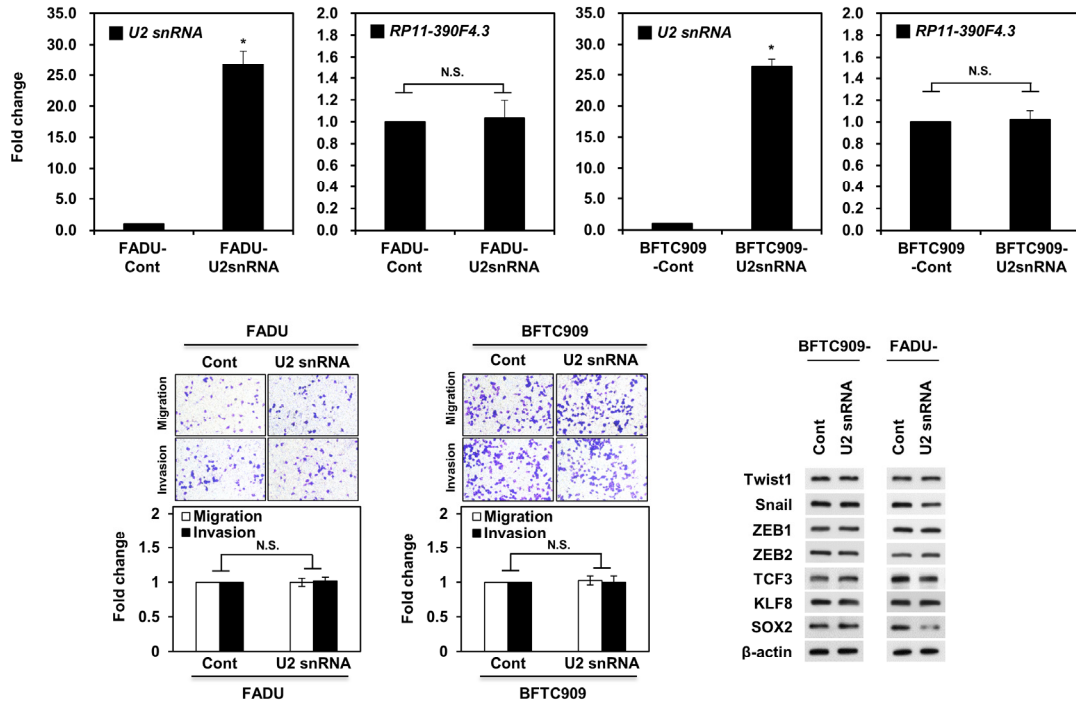 Fold change
35.0
30.0
25.0
20.0
15.0
10.0
5.0
0.0
U2 snRNA
*
FADU-
Cont
FADU-
U2snRNA
2.0
1.8
1.6
1.4
1.2
1.0
0.8
0.6
0.4
0.2
0.0
RP11-390F4.3
N.S.
FADU-
Cont
FADU-
U2snRNA
35.0
30.0
25.0
20.0
15.0
10.0
5.0
0.0
U2 snRNA
*
BFTC909
-Cont
BFTC909-
U2snRNA
2.0
1.8
1.6
1.4
1.2
1.0
0.8
0.6
0.4
0.2
0.0
RP11-390F4.3
N.S.
BFTC909
-Cont
BFTC909-
U2snRNA
FADU
Cont U2 snRNA
Migration
Invasion
Fold change
2
1.5
1
0.5
0
Migration
Invasion
N.S.
Cont U2 snRNA
FADU
BFTC909
Cont U2 snRNA
Migration
Invasion
Fold change
2
1.5
1
0.5
0
Migration
Invasion
N.S.
Cont U2 snRNA
BFTC909
BFTC909- FADU-
Cont
U2 snRNA
Cont
U2 snRNA
Twist1
Snail
ZEB1
ZEB2
TCF3
KLF8
SOX2
β-actin